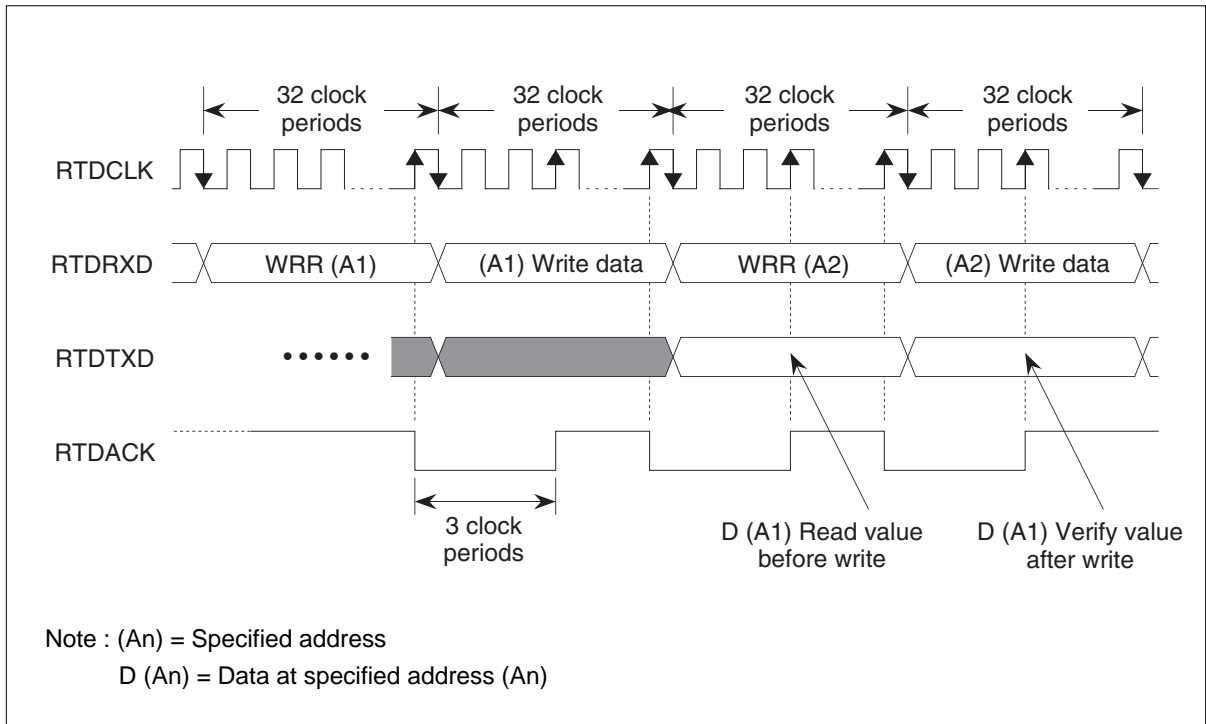 32 clock
periods
32 clock
periods
32 clock
periods
32 clock
periods
RTDCLK
RTDRXD
WRR (A1)
(A1) Write data
WRR (A2)
(A2) Write data
RTDTXD
RTDACK
3 clock
periods
D (A1) Read value
before write
D (A1) Verify value
after write
Note : (An) = Specified address
D (An) = Data at specified address (An)